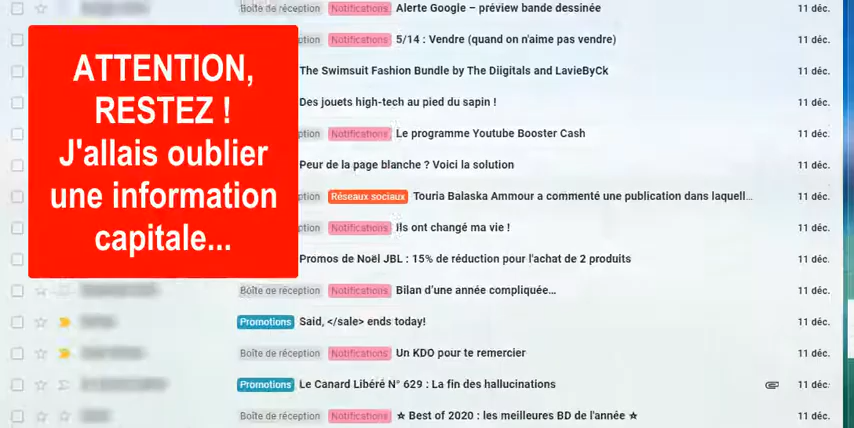 Boîte de réception Notifications Alerte Google – préview bande dessinée 11 déc.
ption Notifications 5/14 : Vendre (quand on n'aime pas vendre) 11 déc.
The Swimsuit Fashion Bundle by The Diigitals and LavieByCk 11 déc.
Des jouets high-tech au pied du sapin ! 11 déc.
ption Notifications Le programme Youtube Booster Cash 11 déc.
Peur de la page blanche ? Voici la solution 11 déc.
ption Réseaux sociaux Touria Balaska Ammour a commenté une publication dans laquell… 11 déc.
ption Notifications Ils ont changé ma vie ! 11 déc.
Promos de Noël JBL : 15% de réduction pour l'achat de 2 produits 11 déc.
Boîte de réception Notifications Bilan d'une année compliquée… 11 déc.
Promotions Said, </sale> ends today! 11 déc.
Boîte de réception Notifications Un KDO pour te remercier 11 déc.
Promotions Le Canard Libéré N° 629 : La fin des hallucinations 11 déc.
Boîte de réception Notifications ☆ Best of 2020 : les meilleures BD de l'année ☆ 11 déc.
ATTENTION,
RESTEZ !
J'allais oublier
une information
capitale...